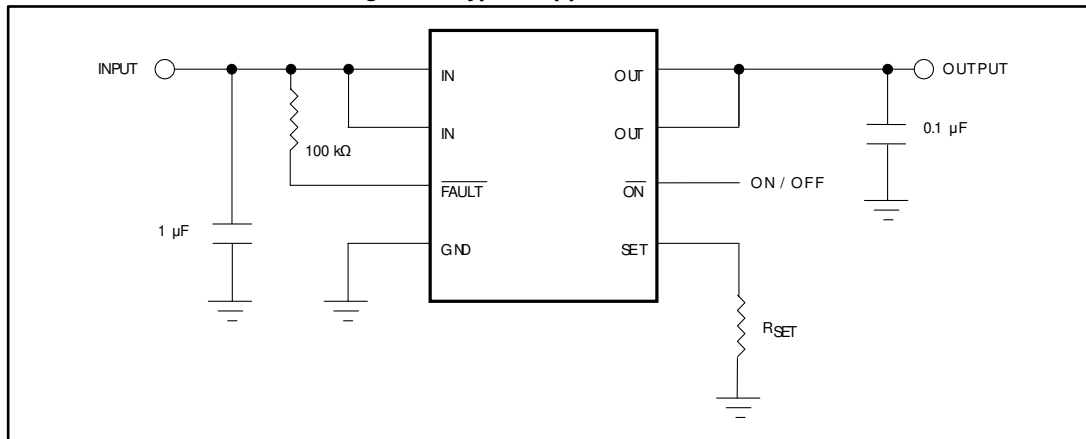 INPUT
IN
OUT
OUTPUT
IN
OUT
0.1 µF
100 kΩ
FAULT
ON
ON / OFF
1 µF
GND
SET
RSET